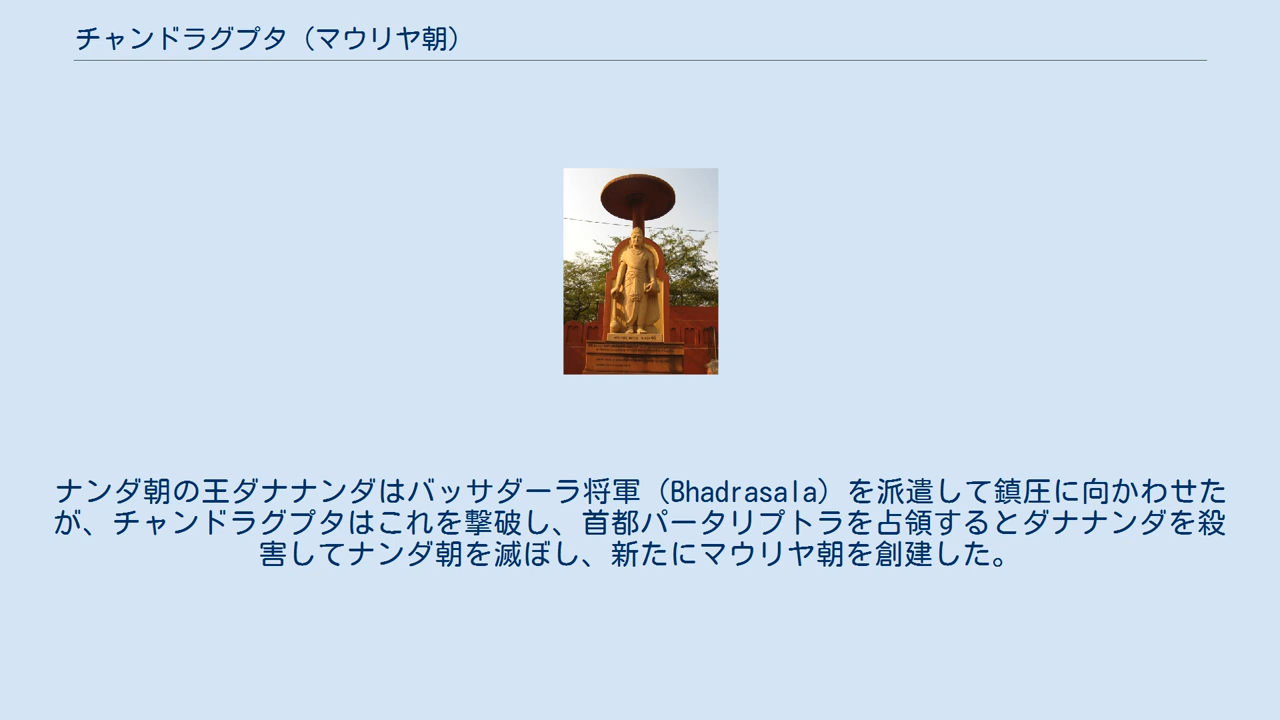 チャンドラグプタ（マウリヤ朝）
ナンダ朝の王ダナナンダはバッサダーラ将軍（Bhadrasala）を派遣して鎮圧に向かわせた
が、チャンドラグプタはこれを撃破し、首都パータリプトラを占領するとダナナンダを殺
害してナンダ朝を滅ぼし、新たにマウリヤ朝を創建した。